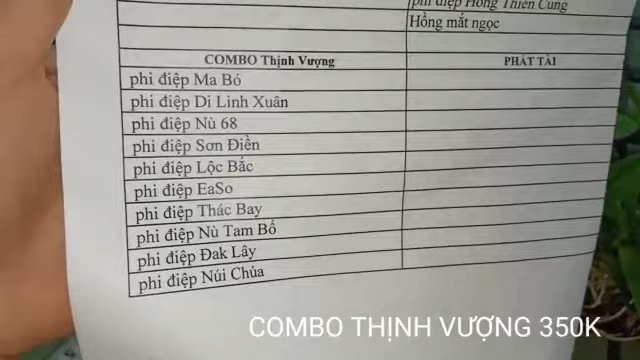 phi điệp Hồng Thiên Cung
Hồng mắt ngọc
COMBO Thịnh Vượng PHÁT TÀI
phi điệp Ma Bó
phi điệp Di Linh Xuân
phi điệp Nù 68
phi điệp Sơn Điền
phi điệp Lộc Bắc
phi điệp EaSo
phi điệp Thác Bay
phi điệp Nù Tam Bố
phi điệp Đak Lây
phi điệp Núi Chúa
COMBO THỊNH VƯỢNG 350K